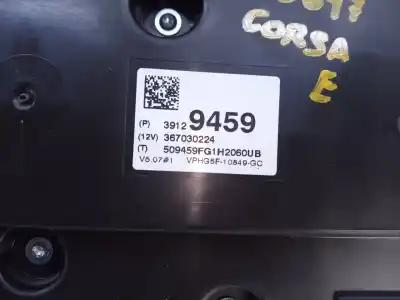 CORSA
E
(P) 3912 9459
(12V) 367030224
(T) 509459FG1H2060UB
V5.07#1 VPHG5F-10849-GC